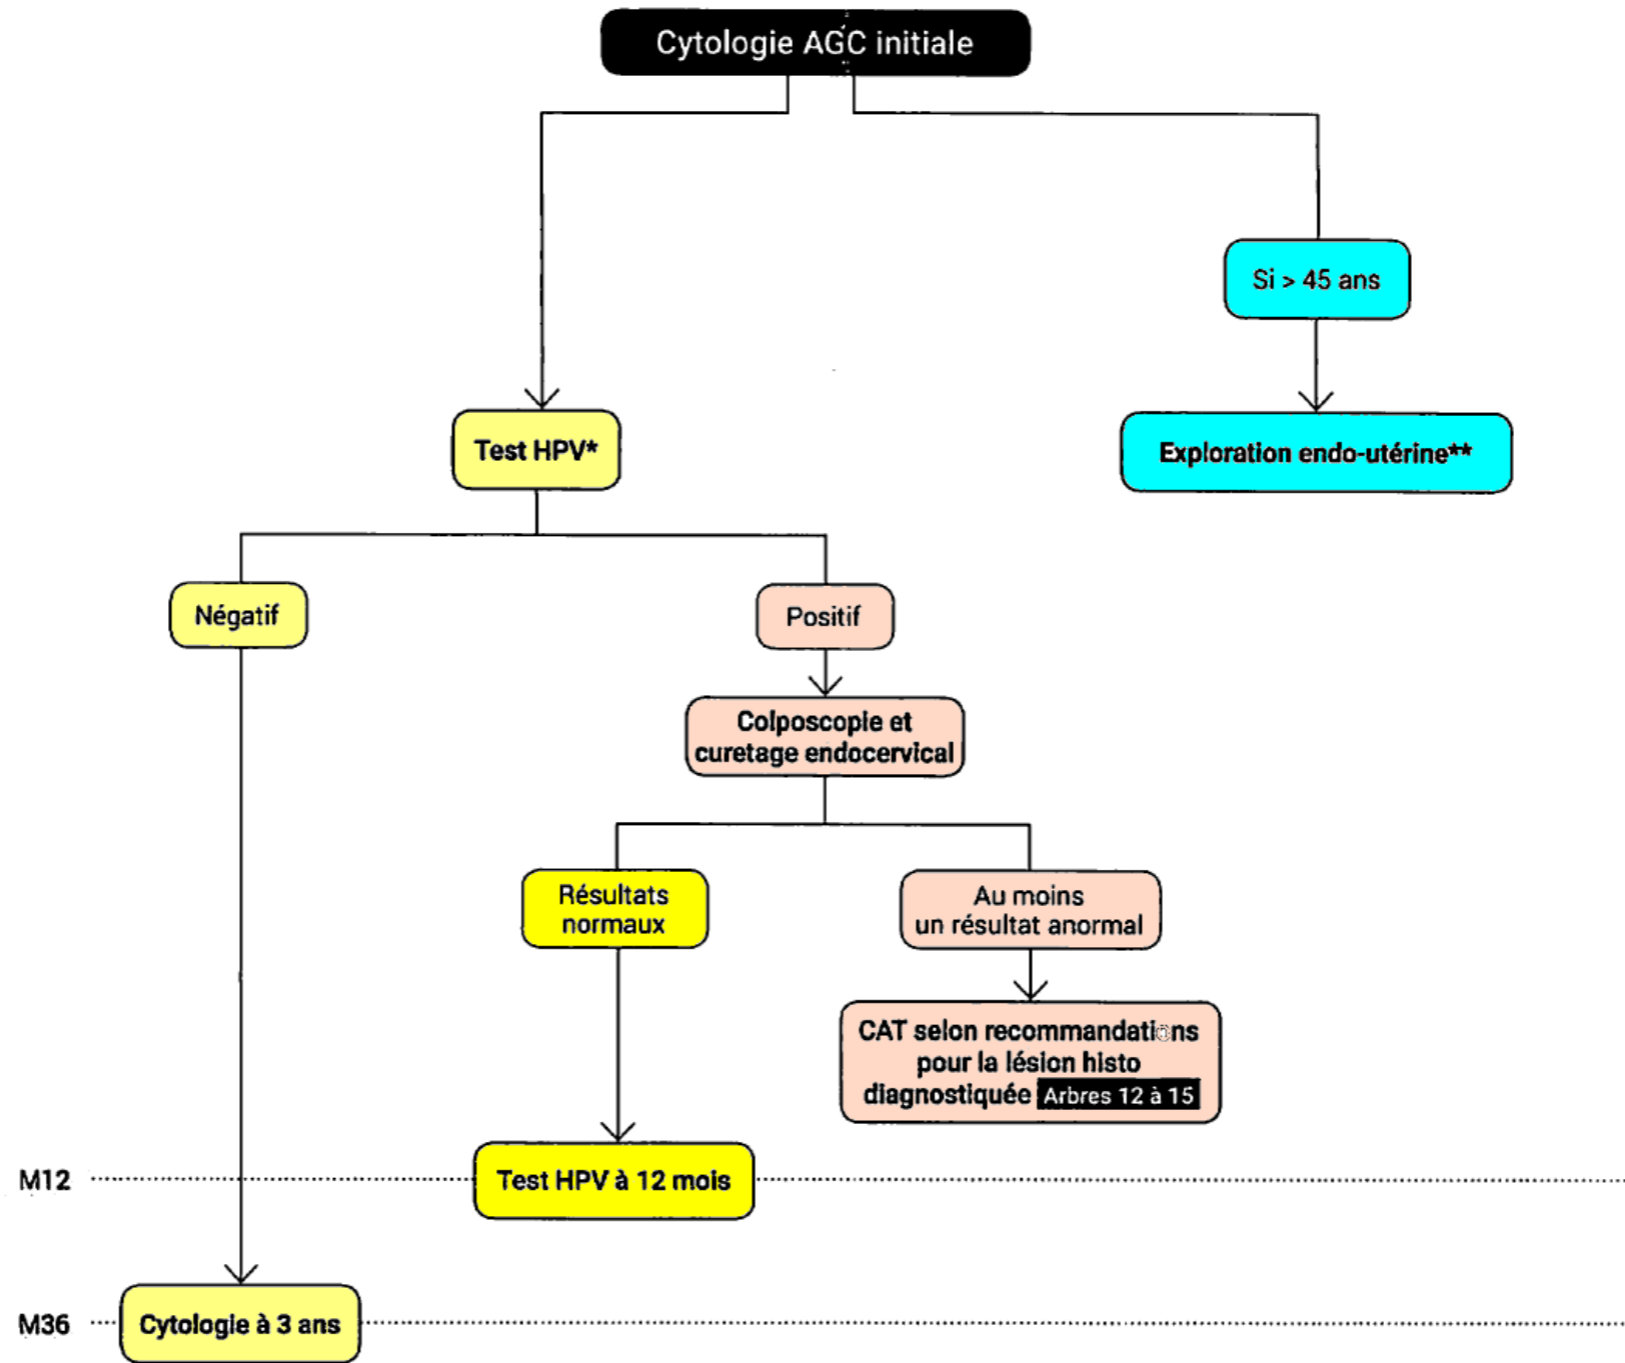 Cytologie AGC initiale
Si > 45 ans
Test HPV*
Exploration endo-utérine**
Négatif
Positif
Colposcopie et
curetage endocervical
Résultats
normaux
Au moins
un résultat anormal
CAT selon recommandations
pour la lésion histo
diagnostiquée Arbres 12 à 15
M12
Test HPV à 12 mois
M36
Cytologie à 3 ans